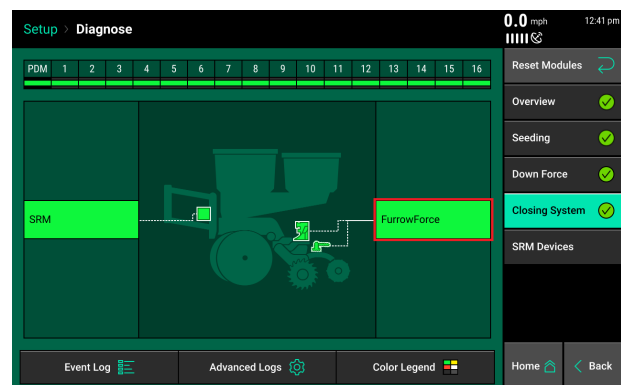 Setup > Diagnose
0.0 mph 12:41 pm
PDM 1 2 3 4 5 6 7 8 9 10 11 12 13 14 15 16
Reset Modules
Overview
Seeding
Down Force
Closing System
SRM Devices
SRM
FurrowForce
Event Log
Advanced Logs
Color Legend
Home
< Back